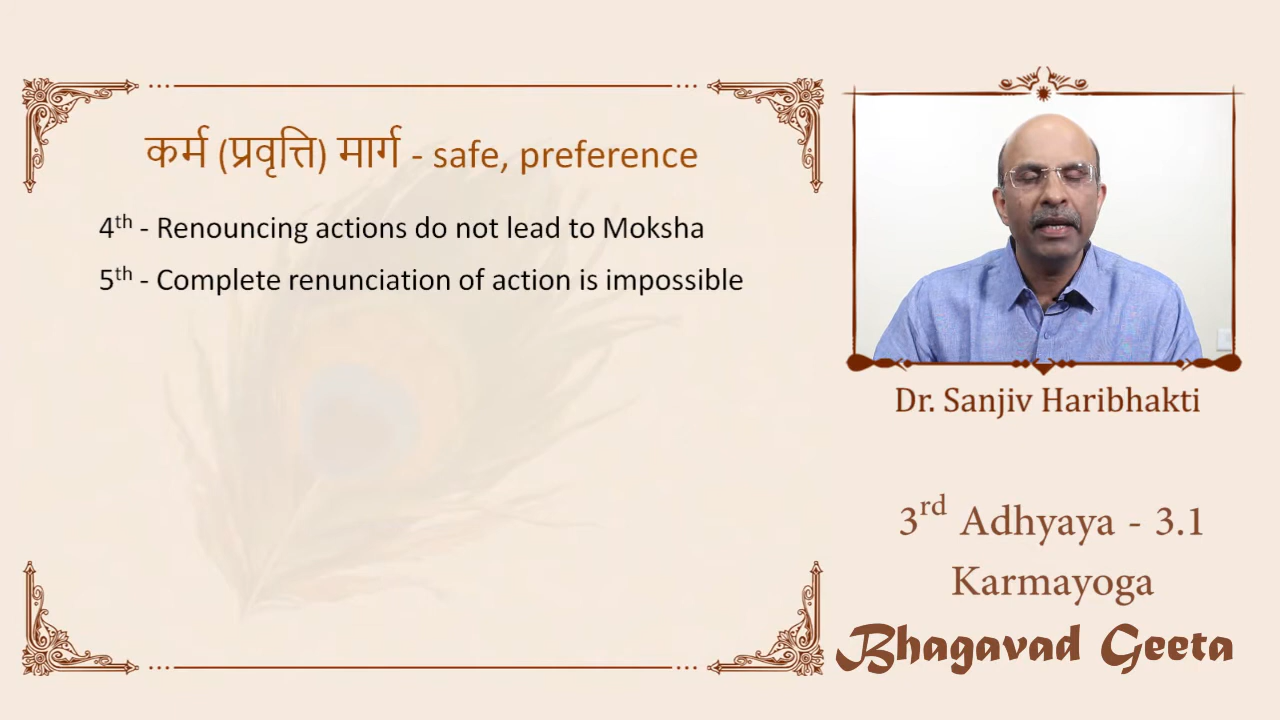 कर्म (प्रवृत्ति) मार्ग - safe, preference
4th - Renouncing actions do not lead to Moksha
5th - Complete renunciation of action is impossible
Dr. Sanjiv Haribhakti
3rd Adhyaya - 3.1
Karmayoga
Bhagavad Geeta